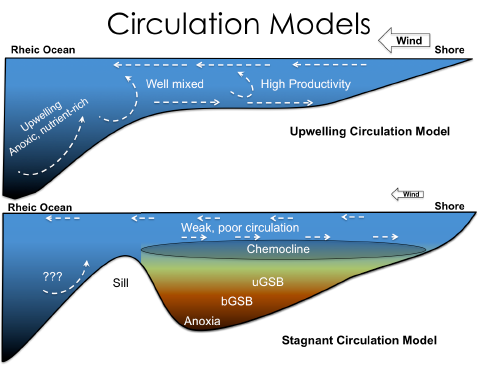 Circulation Models
Rheic Ocean
Wind
Shore
Well mixed
High Productivity
Upwelling
Anoxic, nutrient-rich
Upwelling Circulation Model
Rheic Ocean
Wind
Shore
Weak, poor circulation
Chemocline
???
Sill
uGSB
bGSB
Anoxia
Stagnant Circulation Model